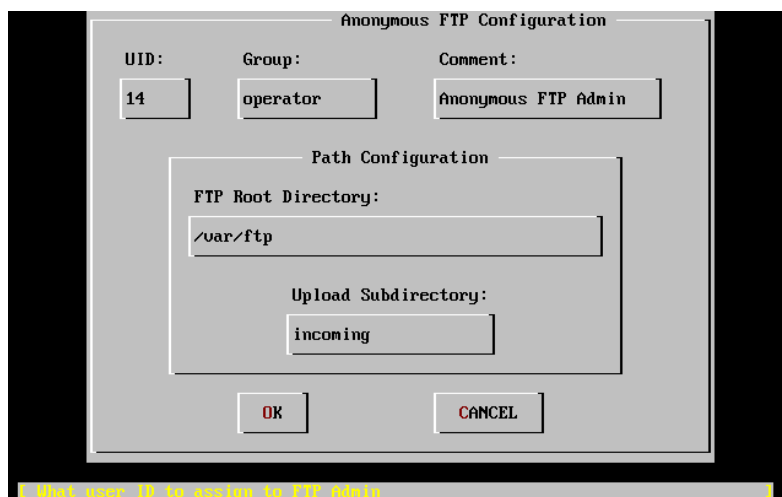 Anonymous FTP Configuration
UID: Group: Comment:
14 operator Anonymous FTP Admin
Path Configuration
FTP Root Directory:
/var/ftp
Upload Subdirectory:
incoming
OK CANCEL
[ What user ID to assign to FTP Admin ]